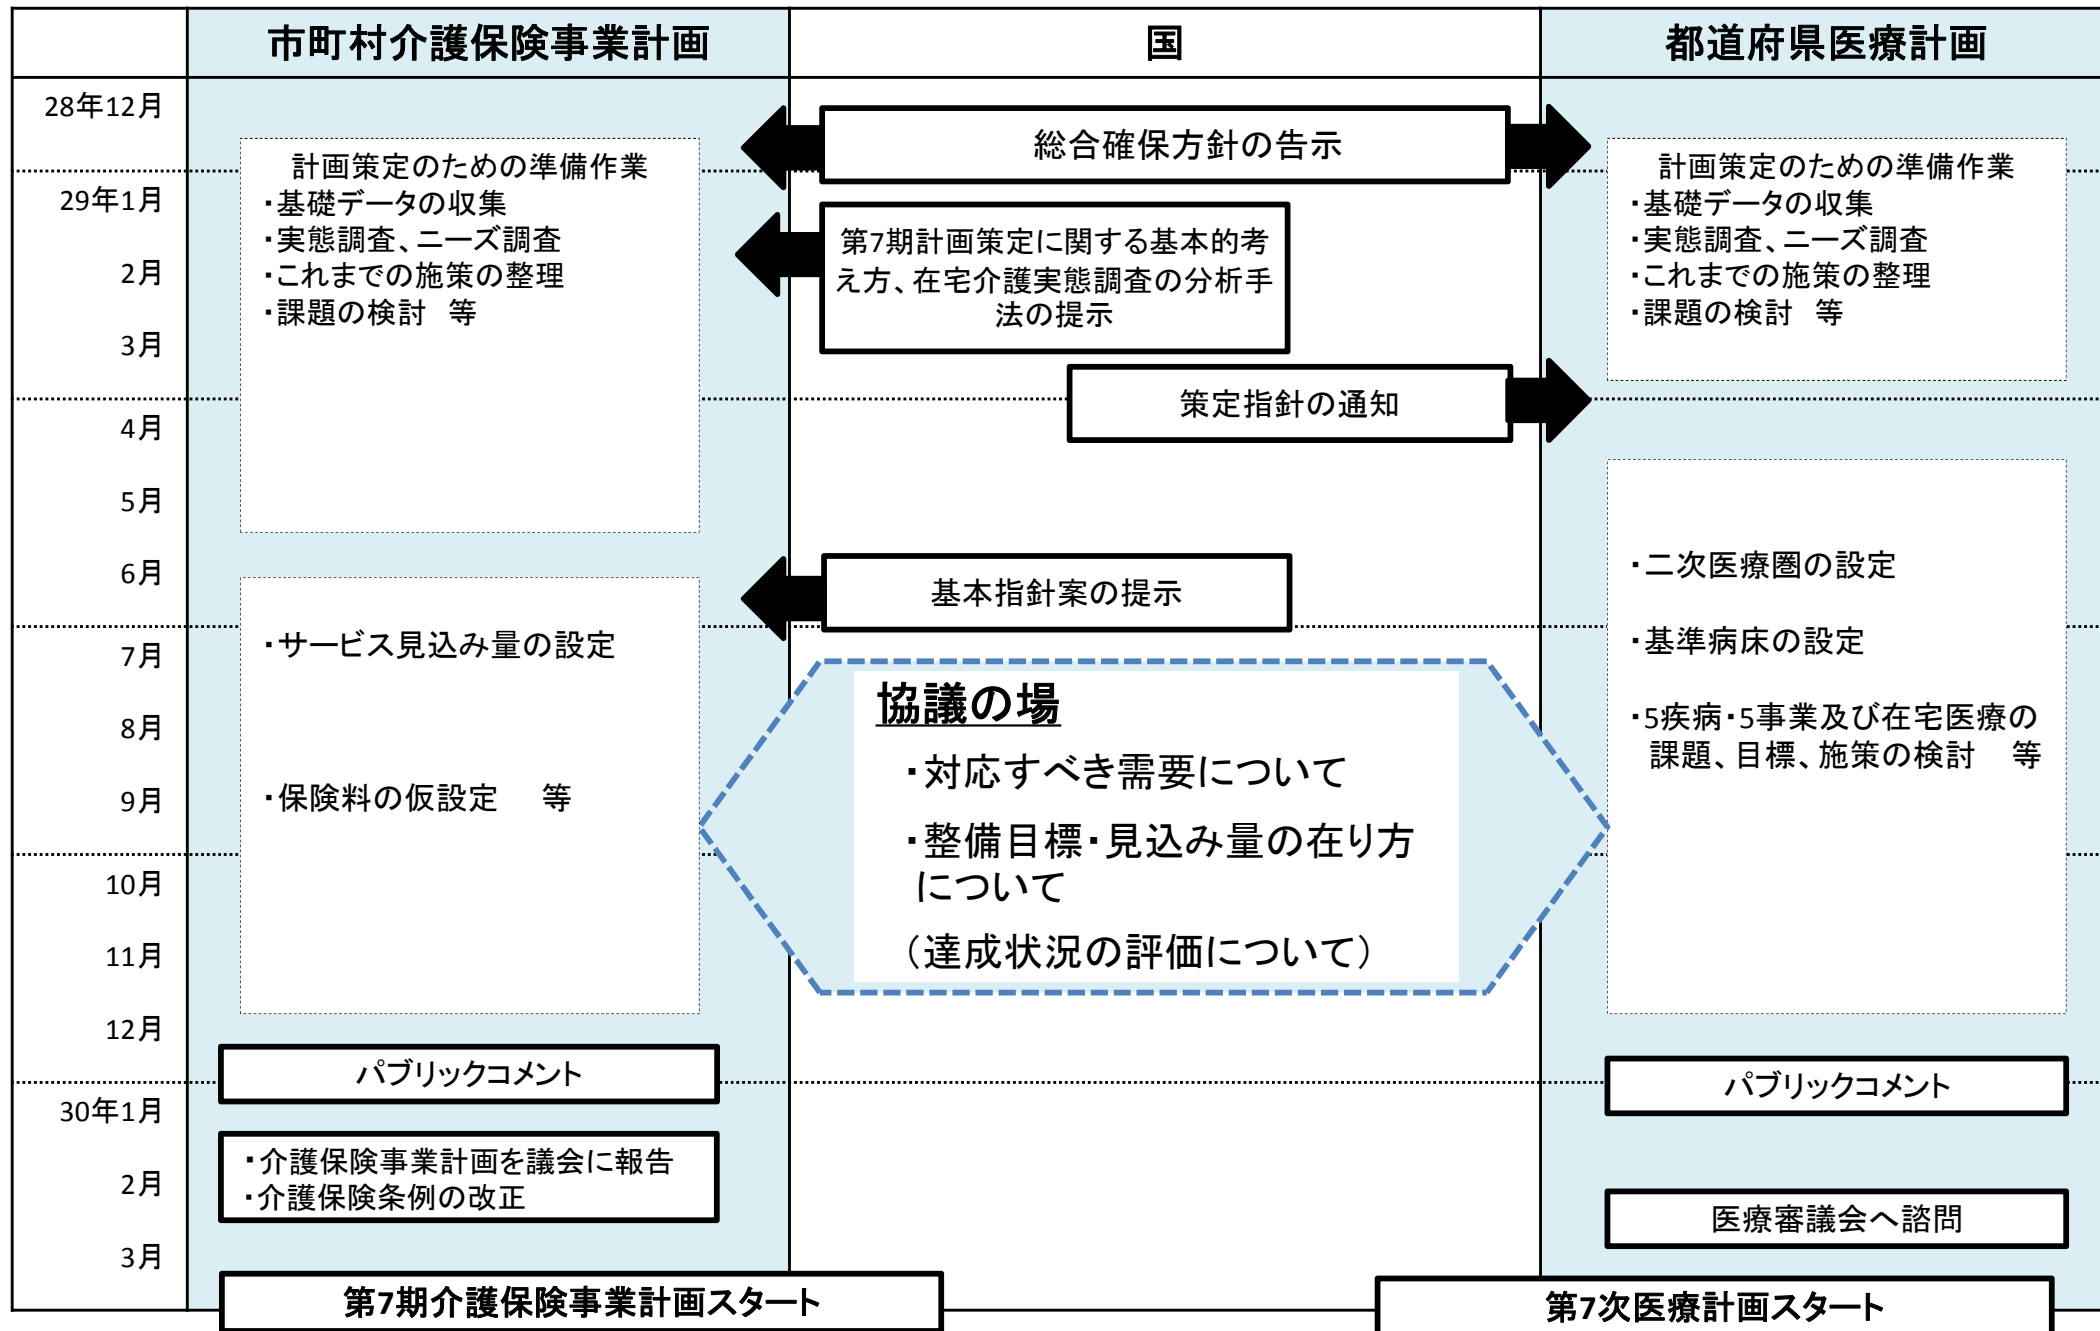 市町村介護保険事業計画
国
都道府県医療計画
28年12月
29年1月
2月
3月
4月
5月
6月
7月
8月
9月
10月
11月
12月
30年1月
2月
3月
計画策定のための準備作業
・基礎データの収集
・実態調査、ニーズ調査
・これまでの施策の整理
・課題の検討 等
・サービス見込み量の設定
・保険料の仮設定 等
パブリックコメント
・介護保険事業計画を議会に報告
・介護保険条例の改正
第7期介護保険事業計画スタート
総合確保方針の告示
第7期計画策定に関する基本的考
え方、在宅介護実態調査の分析手
法の提示
策定指針の通知
基本指針案の提示
協議の場
・対応すべき需要について
・整備目標・見込み量の在り方
について
（達成状況の評価について）
計画策定のための準備作業
・基礎データの収集
・実態調査、ニーズ調査
・これまでの施策の整理
・課題の検討 等
・二次医療圏の設定
・基準病床の設定
・5疾病・5事業及び在宅医療の
課題、目標、施策の検討 等
パブリックコメント
医療審議会へ諮問
第7次医療計画スタート